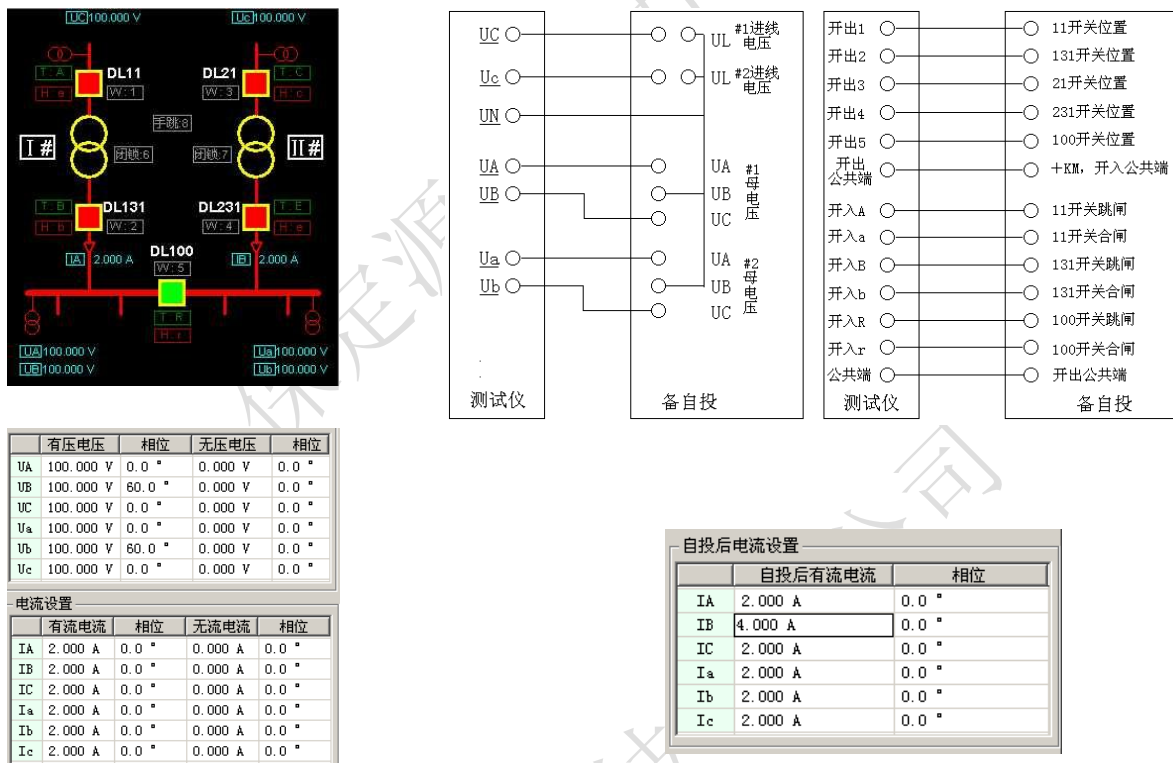 UC 100.000 V
Uc 100.000 V
T:A
DL11
DL21
T:C
H:a
W:1
W:3
H:c
手跳:8
I#
闭锁:6
闭锁:7
II#
T:B
DL131
DL231
T:E
H:b
W:2
W:4
H:e
IA 2.000 A
DL100
IB 2.000 A
W:5
T:R
H:r
UA 100.000 V
Ua 100.000 V
UB 100.000 V
Ub 100.000 V
UC
UL #1进线电压
Uc
UL #2进线电压
UN
UA
UA
#1母电压
UB
UB
UC
Ua
UA
#2母电压
Ub
UB
UC
测试仪
备自投
开出1 11开关位置
开出2 131开关位置
开出3 21开关位置
开出4 231开关位置
开出5 100开关位置
开出公共端 +KM，开入公共端
开入A 11开关跳闸
开入a 11开关合闸
开入B 131开关跳闸
开入b 131开关合闸
开入R 100开关跳闸
开入r 100开关合闸
公共端 开出公共端
测试仪
备自投
有压电压 相位 无压电压 相位
UA 100.000 V 0.0 ° 0.000 V 0.0 °
UB 100.000 V 60.0 ° 0.000 V 0.0 °
UC 100.000 V 0.0 ° 0.000 V 0.0 °
Ua 100.000 V 0.0 ° 0.000 V 0.0 °
Ub 100.000 V 60.0 ° 0.000 V 0.0 °
Uc 100.000 V 0.0 ° 0.000 V 0.0 °
电流设置
有流电流 相位 无流电流 相位
IA 2.000 A 0.0 ° 0.000 A 0.0 °
IB 2.000 A 0.0 ° 0.000 A 0.0 °
IC 2.000 A 0.0 ° 0.000 A 0.0 °
Ia 2.000 A 0.0 ° 0.000 A 0.0 °
Ib 2.000 A 0.0 ° 0.000 A 0.0 °
Ic 2.000 A 0.0 ° 0.000 A 0.0 °
自投后电流设置
自投后有流电流 相位
IA 2.000 A 0.0 °
IB 4.000 A 0.0 °
IC 2.000 A 0.0 °
Ia 2.000 A 0.0 °
Ib 2.000 A 0.0 °
Ic 2.000 A 0.0 °
保定源
公司